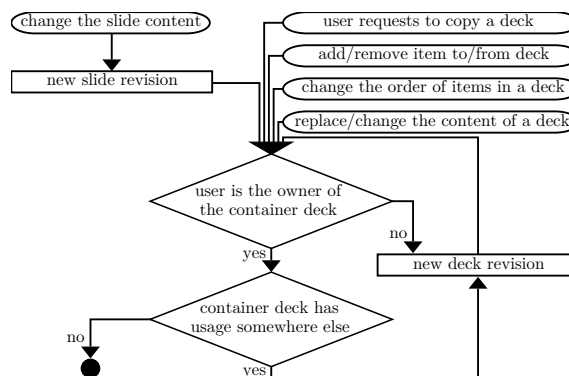 change the slide content
user requests to copy a deck
add/remove item to/from deck
new slide revision
change the order of items in a deck
replace/change the content of a deck
user is the owner of
the container deck
no
yes
new deck revision
container deck has
usage somewhere else
no
yes